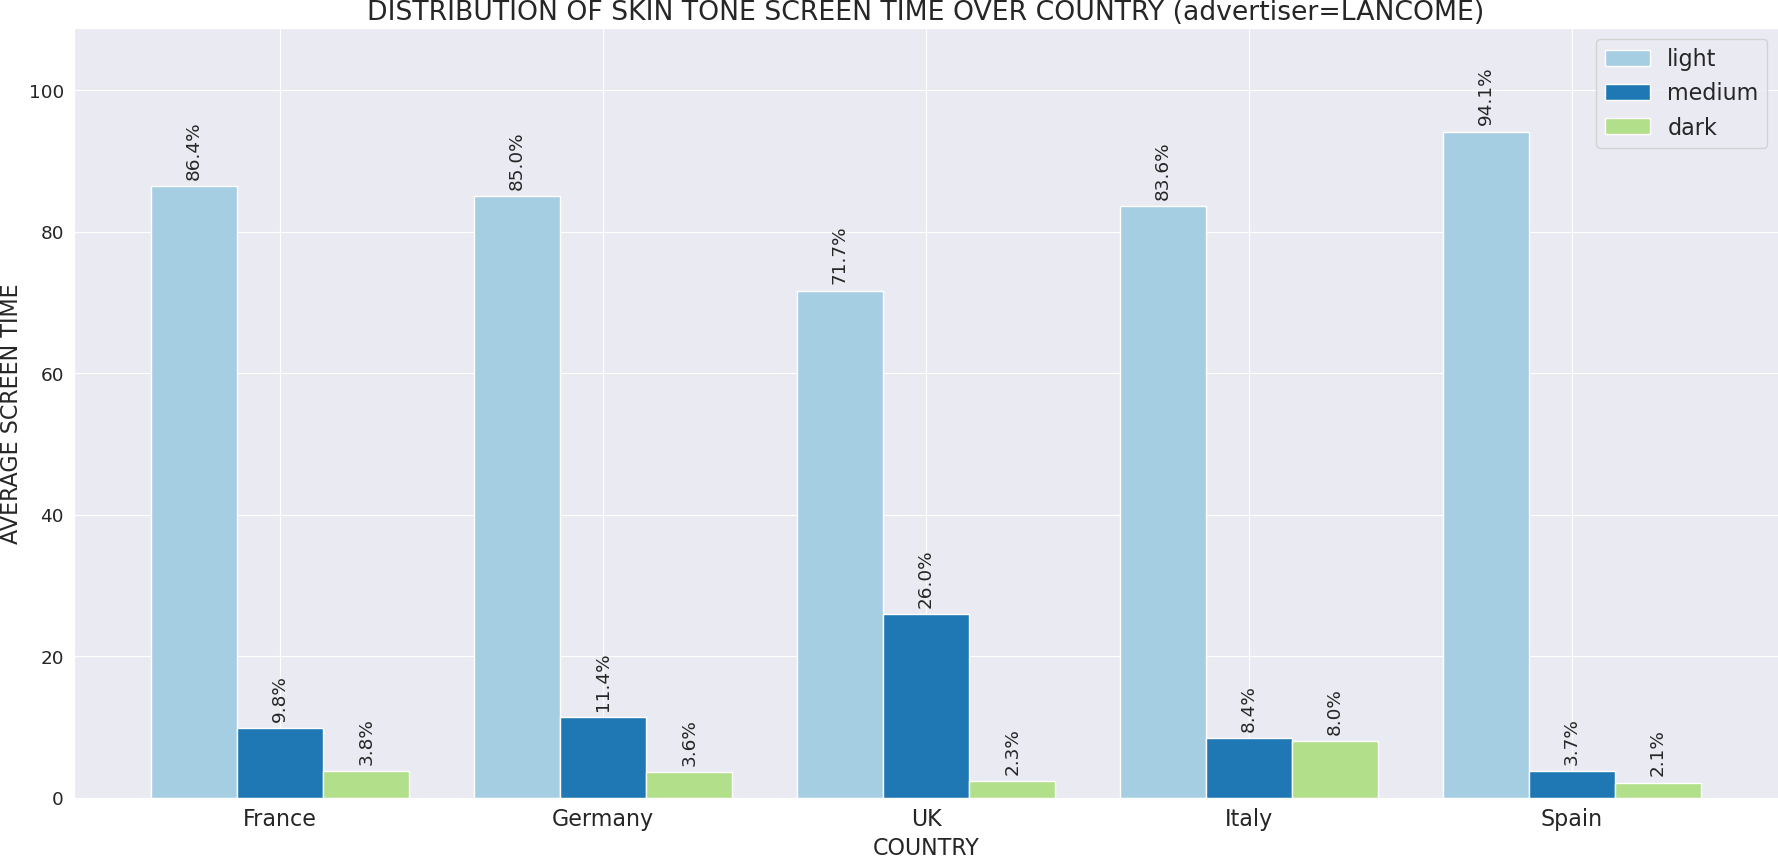 DISTRIBUTION OF SKIN TONE SCREEN TIME OVER COUNTRY (advertiser=LANCOME)
light
medium
dark
AVERAGE SCREEN TIME
100
80
60
40
20
0
86.4%
9.8%
3.8%
85.0%
11.4%
3.6%
71.7%
26.0%
2.3%
83.6%
8.4%
8.0%
94.1%
3.7%
2.1%
France
Germany
UK
Italy
Spain
COUNTRY